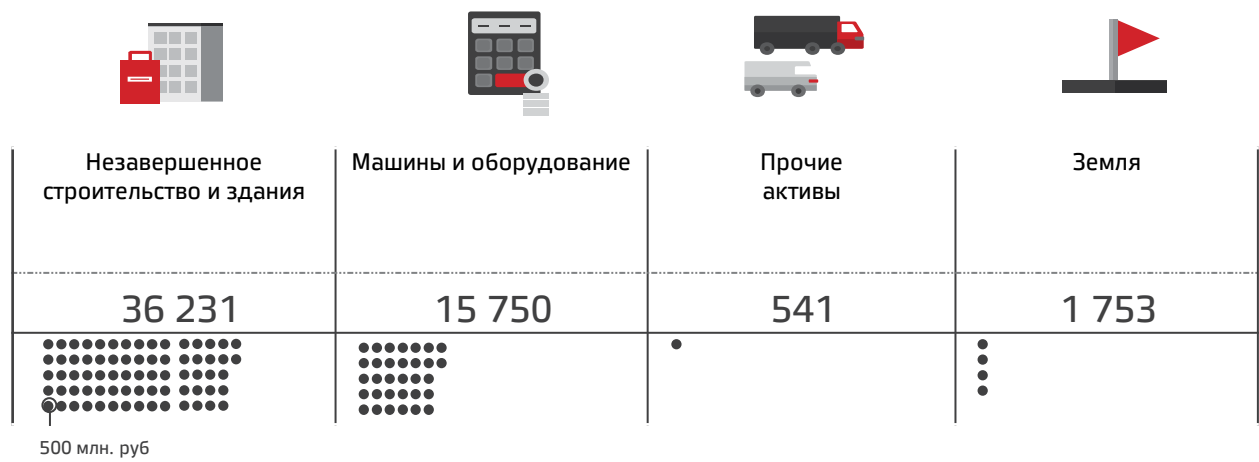 Незавершенное
строительство и здания
Машины и оборудование
Прочие
активы
Земля
36 231
15 750
541
1 753
500 млн. руб